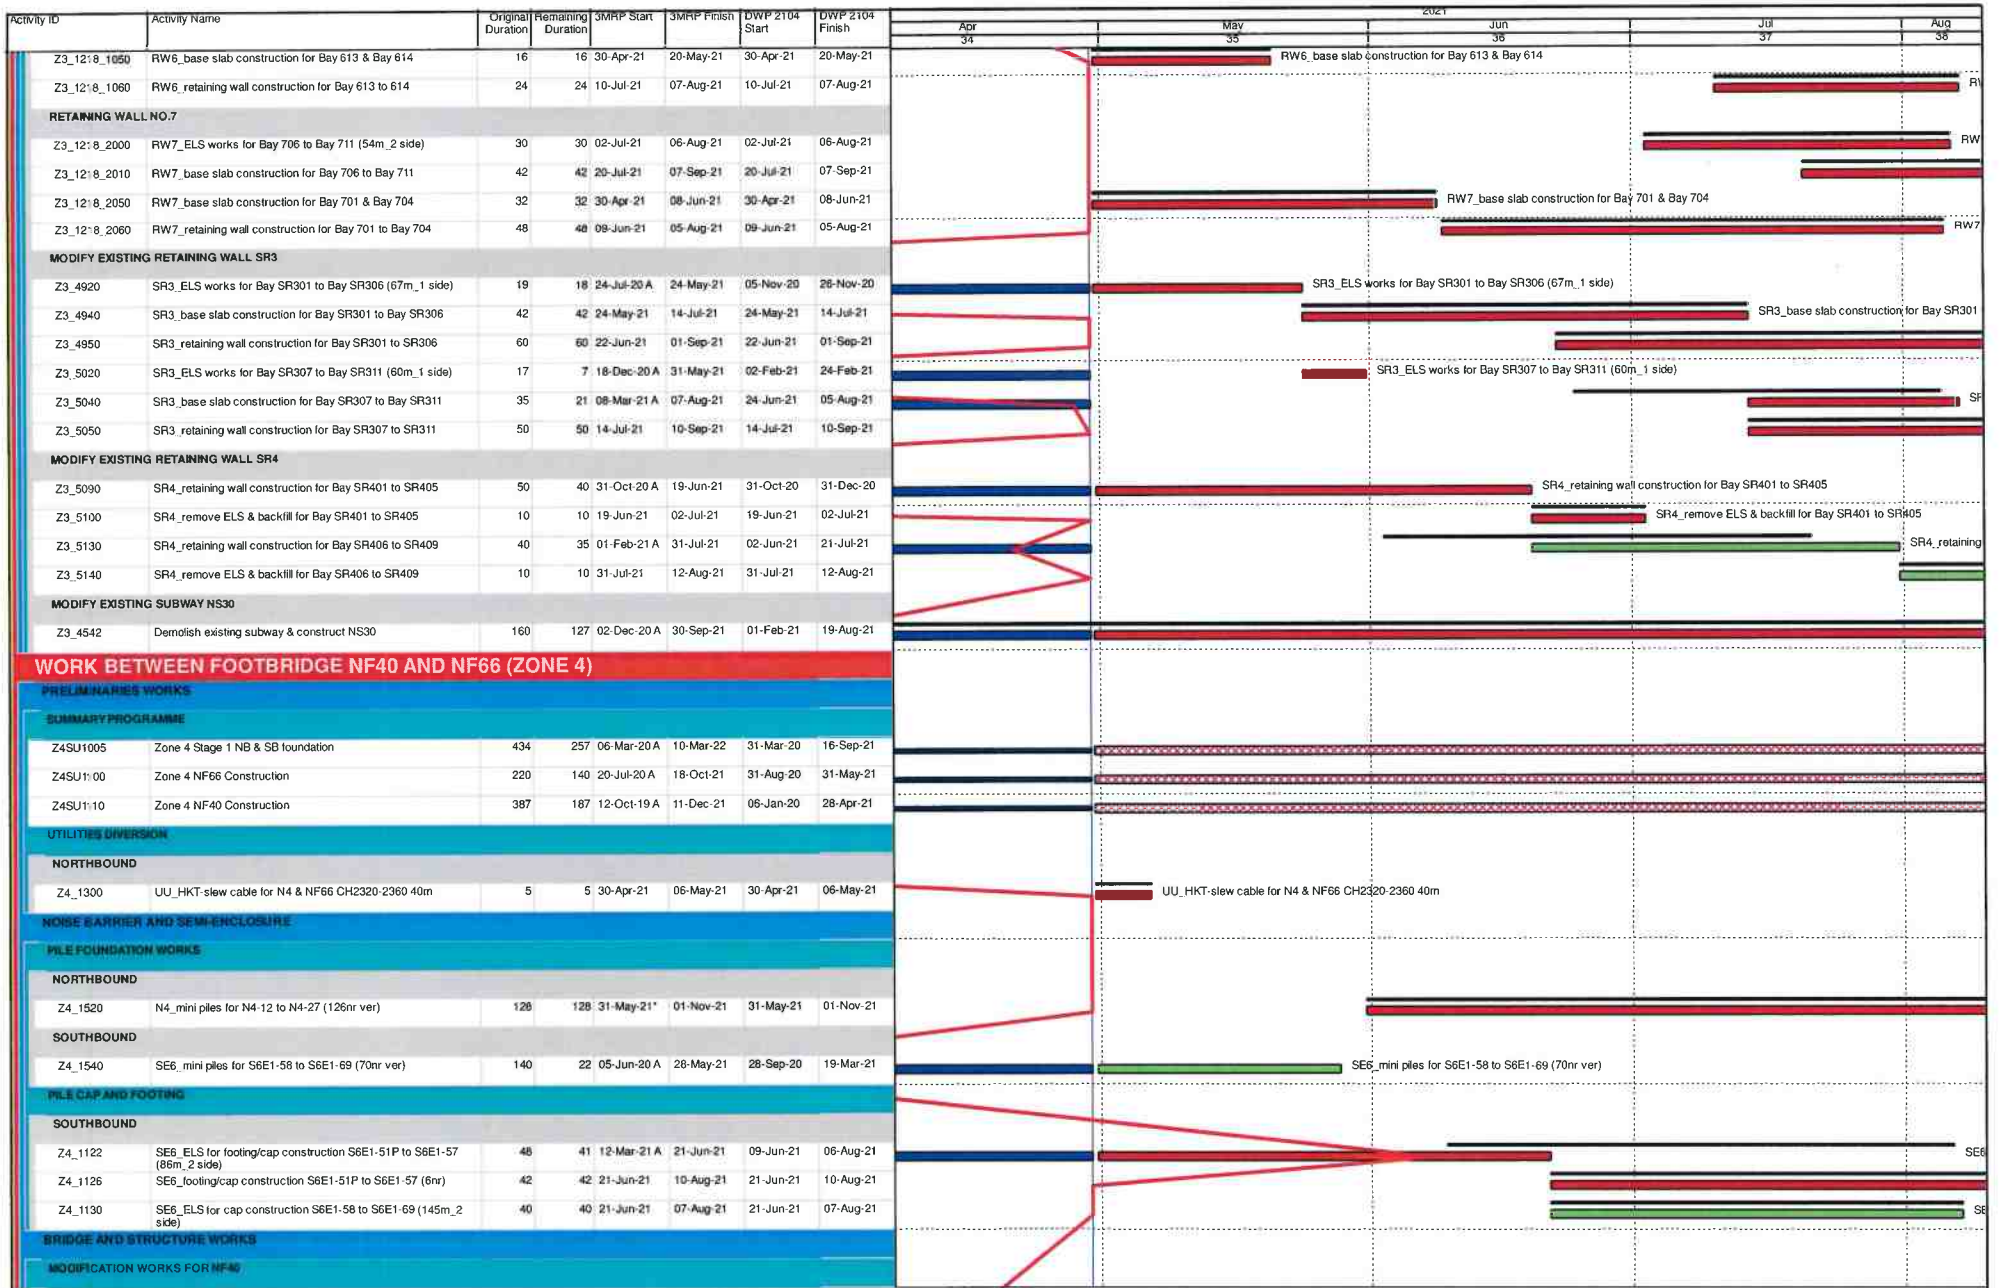 Activity ID Activity Name Original Duration Remaining Duration 3MRP Start 3MRP Finish DWP 2104 Start DWP 2104 Finish
2021
Apr May Jun Jul Aug
34 35 36 37 38
Z3_1218_1050 RW6_base slab construction for Bay 613 & Bay 614 16 16 30-Apr-21 20-May-21 30-Apr-21 20-May-21 RW6_base slab construction for Bay 613 & Bay 614
Z3_1218_1060 RW6_retaining wall construction for Bay 613 to 614 24 24 10-Jul-21 07-Aug-21 10-Jul-21 07-Aug-21
RETAINING WALL NO.7
Z3_1218_2000 RW7_ELS works for Bay 706 to Bay 711 (54m_2 side) 30 30 02-Jul-21 06-Aug-21 02-Jul-21 06-Aug-21 RW
Z3_1218_2010 RW7_base slab construction for Bay 706 to Bay 711 42 42 20-Jul-21 07-Sep-21 20-Jul-21 07-Sep-21
Z3_1218_2050 RW7_base slab construction for Bay 701 & Bay 704 32 32 30-Apr-21 08-Jun-21 30-Apr-21 08-Jun-21 RW7_base slab construction for Bay 701 & Bay 704
Z3_1218_2060 RW7_retaining wall construction for Bay 701 to Bay 704 48 48 09-Jun-21 05-Aug-21 09-Jun-21 05-Aug-21 RW7
MODIFY EXISTING RETAINING WALL SR3
Z3_4920 SR3_ELS works for Bay SR301 to Bay SR306 (67m_1 side) 19 18 24-Jul-20 A 24-May-21 05-Nov-20 26-Nov-20 SR3_ELS works for Bay SR301 to Bay SR306 (67m_1 side)
Z3_4940 SR3_base slab construction for Bay SR301 to Bay SR306 42 42 24-May-21 14-Jul-21 24-May-21 14-Jul-21 SR3_base slab construction for Bay SR301
Z3_4950 SR3_retaining wall construction for Bay SR301 to SR306 60 60 22-Jun-21 01-Sep-21 22-Jun-21 01-Sep-21
Z3_5020 SR3_ELS works for Bay SR307 to Bay SR311 (60m_1 side) 17 7 18-Dec-20 A 31-May-21 02-Feb-21 24-Feb-21 SR3_ELS works for Bay SR307 to Bay SR311 (60m_1 side)
Z3_5040 SR3_base slab construction for Bay SR307 to Bay SR311 35 21 08-Mar-21 A 07-Aug-21 24-Jun-21 05-Aug-21
Z3_5050 SR3_retaining wall construction for Bay SR307 to SR311 50 50 14-Jul-21 10-Sep-21 14-Jul-21 10-Sep-21
MODIFY EXISTING RETAINING WALL SR4
Z3_5090 SR4_retaining wall construction for Bay SR401 to SR405 50 40 31-Oct-20 A 19-Jun-21 31-Oct-20 31-Dec-20 SR4_retaining wall construction for Bay SR401 to SR405
Z3_5100 SR4_remove ELS & backfill for Bay SR401 to SR405 10 10 19-Jun-21 02-Jul-21 19-Jun-21 02-Jul-21 SR4_remove ELS & backfill for Bay SR401 to SR405
Z3_5130 SR4_retaining wall construction for Bay SR406 to SR409 40 35 01-Feb-21 A 31-Jul-21 02-Jun-21 21-Jul-21 SR4_retaining
Z3_5140 SR4_remove ELS & backfill for Bay SR406 to SR409 10 10 31-Jul-21 12-Aug-21 31-Jul-21 12-Aug-21
MODIFY EXISTING SUBWAY NS30
Z3_4542 Demolish existing subway & construct NS30 160 127 02-Dec-20 A 30-Sep-21 01-Feb-21 19-Aug-21
WORK BETWEEN FOOTBRIDGE NF40 AND NF66 (ZONE 4)
PRELIMINARIES WORKS
SUMMARY PROGRAMME
Z4SU1005 Zone 4 Stage 1 NB & SB foundation 434 257 06-Mar-20 A 10-Mar-22 31-Mar-20 16-Sep-21
Z4SU1100 Zone 4 NF66 Construction 220 140 20-Jul-20 A 18-Oct-21 31-Aug-20 31-May-21
Z4SU1110 Zone 4 NF40 Construction 387 187 12-Oct-19 A 11-Dec-21 06-Jan-20 28-Apr-21
UTILITIES DIVERSION
NORTHBOUND
Z4_1300 UU_HKT-slew cable for N4 & NF66 CH2320-2360 40m 5 5 30-Apr-21 06-May-21 30-Apr-21 06-May-21 UU_HKT-slew cable for N4 & NF66 CH2320-2360 40m
NOISE BARRIER AND SEMI-ENCLOSURE
PILE FOUNDATION WORKS
NORTHBOUND
Z4_1520 N4_mini piles for N4-12 to N4-27 (126nr ver) 128 128 31-May-21* 01-Nov-21 31-May-21 01-Nov-21
SOUTHBOUND
Z4_1540 SE6_mini piles for S6E1-58 to S6E1-69 (70nr ver) 140 22 05-Jun-20 A 28-May-21 28-Sep-20 19-Mar-21 SE6_mini piles for S6E1-58 to S6E1-69 (70nr ver)
PILE CAP AND FOOTING
SOUTHBOUND
Z4_1122 SE6_ELS for footing/cap construction S6E1-51P to S6E1-57 (86m_2 side) 48 41 12-Mar-21 A 21-Jun-21 09-Jun-21 06-Aug-21 SE6
Z4_1126 SE6_footing/cap construction S6E1-51P to S6E1-57 (6nr) 42 42 21-Jun-21 10-Aug-21 21-Jun-21 10-Aug-21
Z4_1130 SE6_ELS for cap construction S6E1-58 to S6E1-69 (145m_2 side) 40 40 21-Jun-21 07-Aug-21 21-Jun-21 07-Aug-21 SE
BRIDGE AND STRUCTURE WORKS
MODIFICATION WORKS FOR NF40